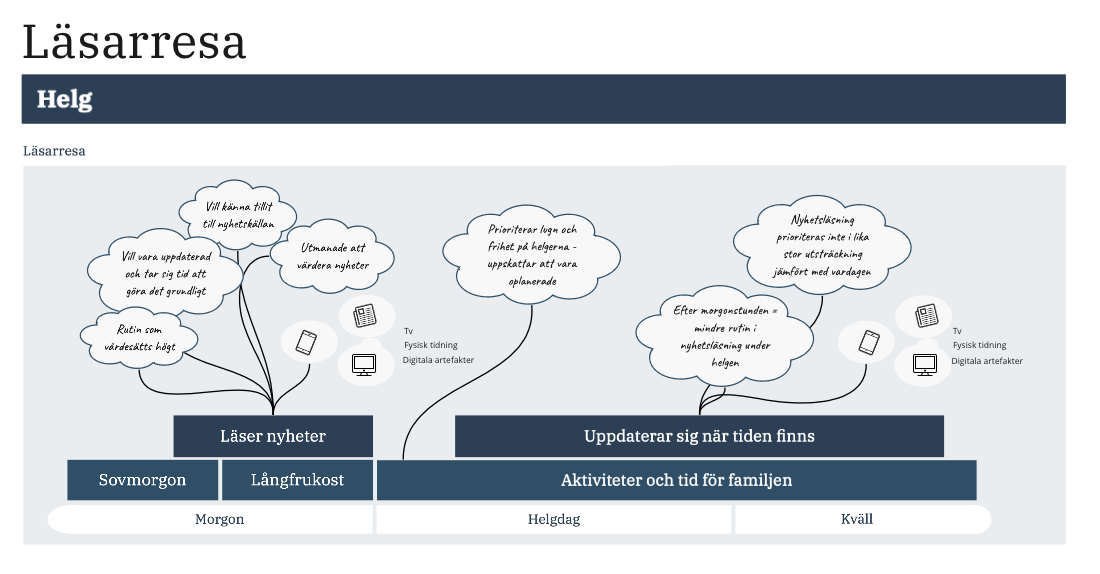 Läsarresa
Helg
Läsarresa
Vill känna tillit
till nyhetskällan
Vill vara uppdaterad
och tar sig tid att
göra det grundligt
Utmanade att
värdera nyheter
Rutin som
värdesätts högt
Tv
Fysisk tidning
Digitala artefakter
Prioriterar lugn och
frihet på helgerna -
uppskattar att vara
oplanerade
Nyhetsläsning
prioriteras inte i lika
stor utsträckning
jämfört med vardagen
Efter morgonstunden =
mindre rutin i
nyhetsläsning under
helgen
Tv
Fysisk tidning
Digitala artefakter
Läser nyheter
Uppdaterar sig när tiden finns
Sovmorgon
Långfrukost
Aktiviteter och tid för familjen
Morgon
Helgdag
Kväll